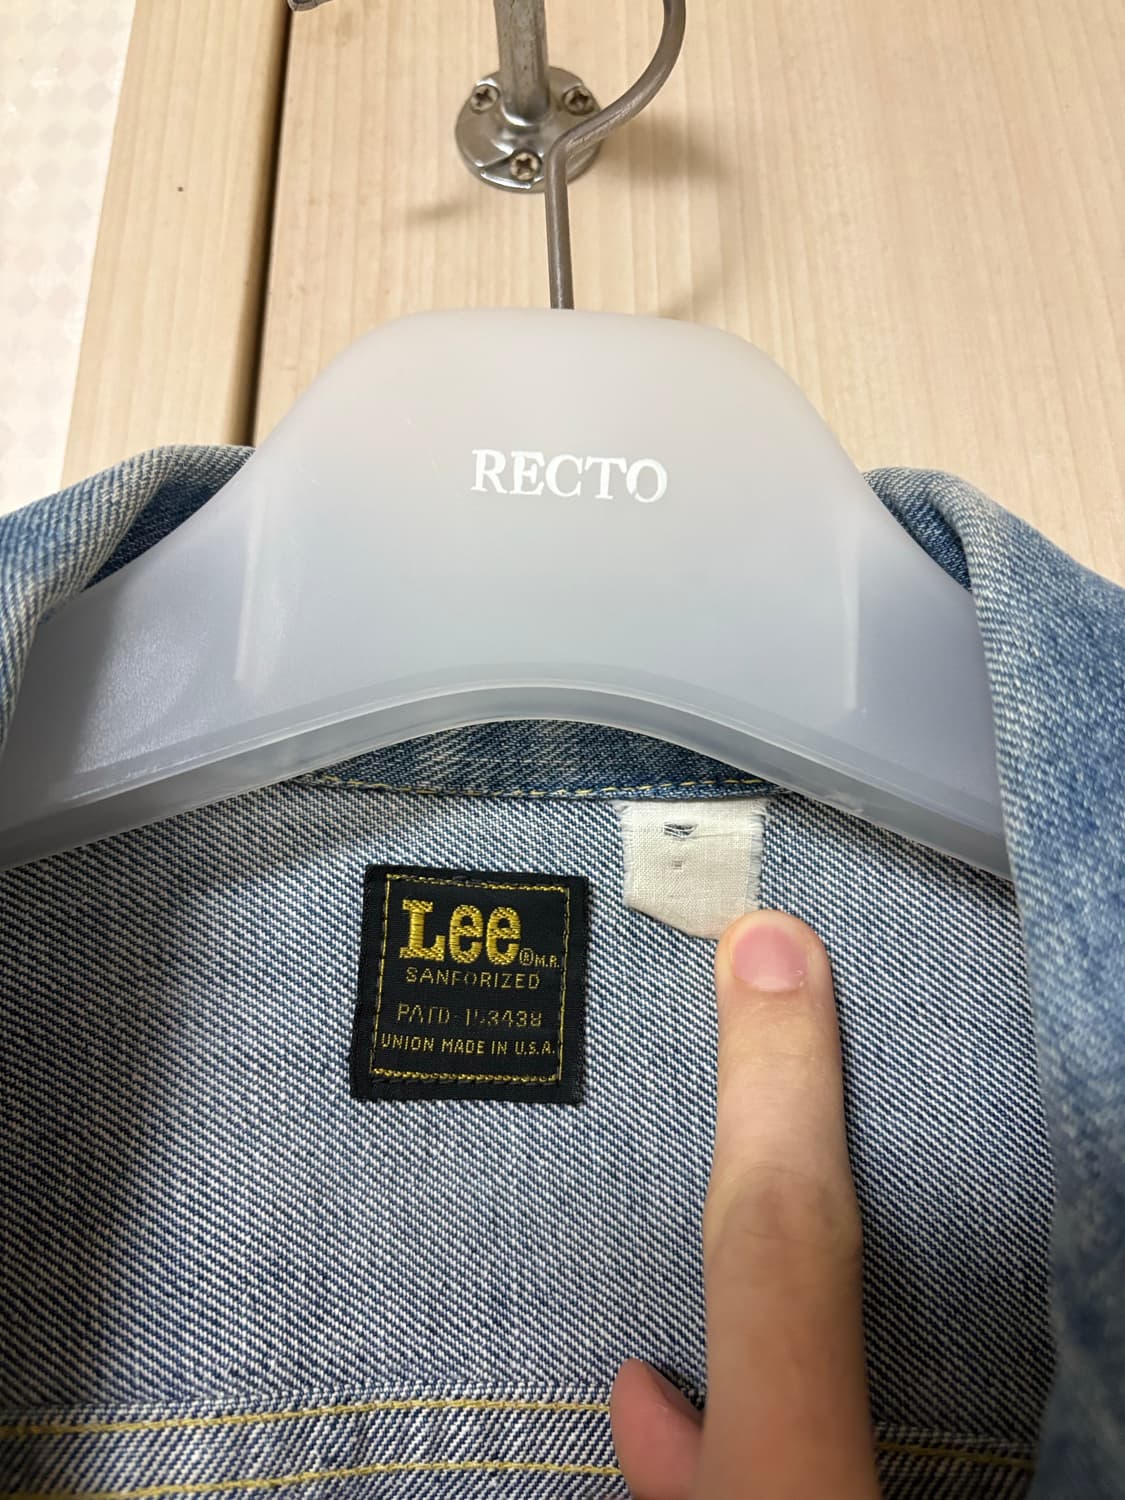 RECTO
Lee
® M.R.
SANFORIZED
PATD-153438
UNION MADE IN U.S.A.